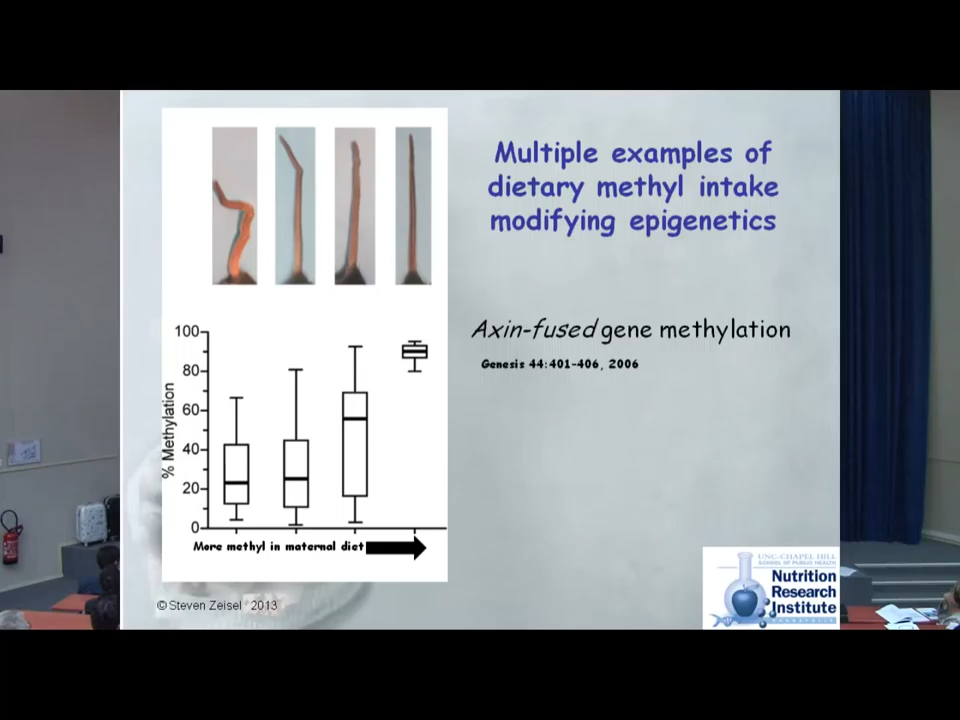 Multiple examples of
dietary methyl intake
modifying epigenetics
Axin-fused gene methylation
Genesis 44:401-406, 2006
100
80
60
40
20
0
% Methylation
More methyl in maternal diet
© Steven Zeisel 2013
UNC-CHAPEL HILL
SCHOOL OF PUBLIC HEALTH
Nutrition
Research
Institute